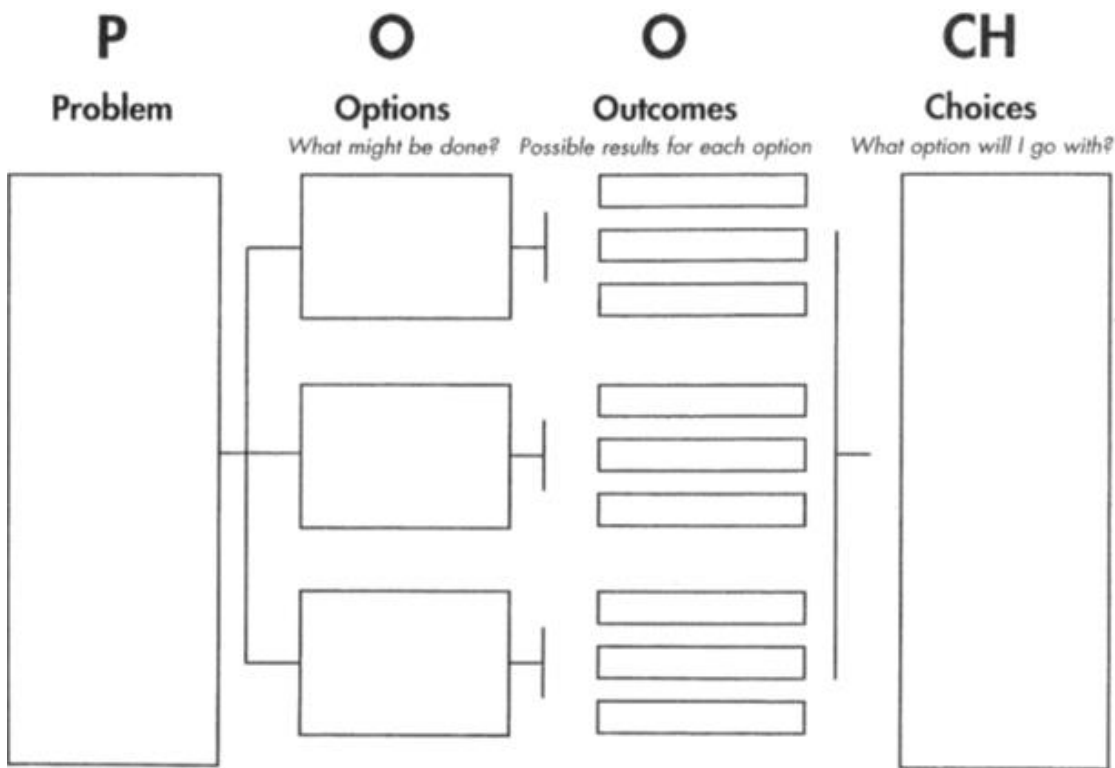 P O O CH
Problem Options Outcomes Choices
What might be done? Possible results for each option What option will I go with?